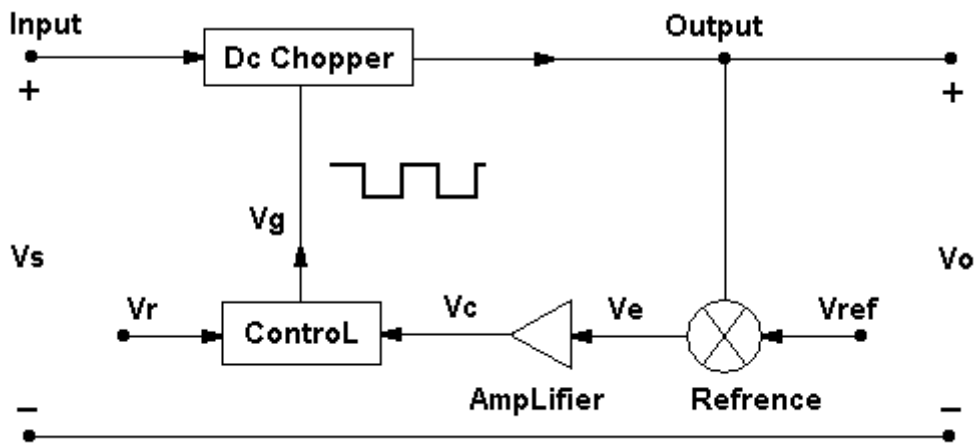 Input
Dc Chopper
Output
+
+
Vg
Vs
Vo
Vr
ControL
Vc
Ve
Vref
AmpLifier
Refrence
−
−